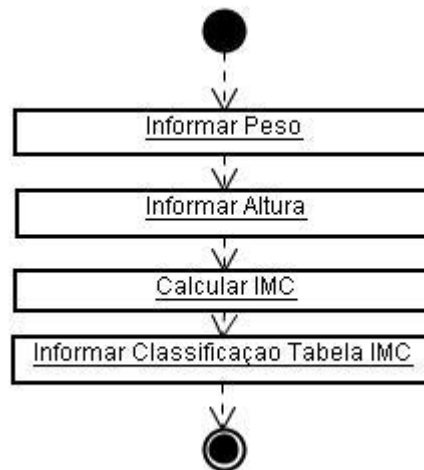 Informar Peso
Informar Altura
Calcular IMC
Informar Classificaçao Tabela IMC